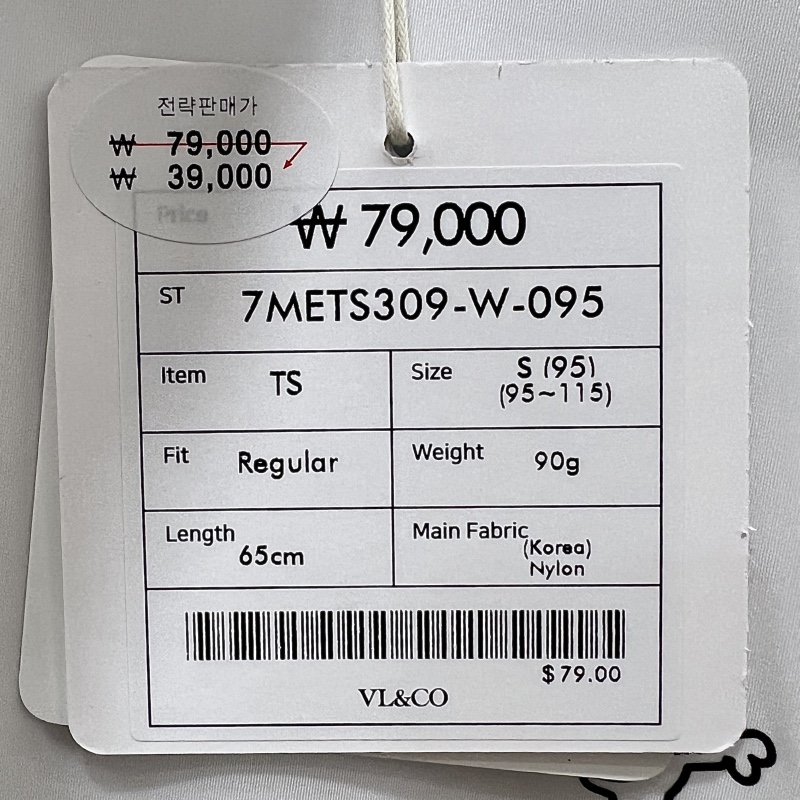 전략판매가
₩ 79,000
₩ 39,000
Price ₩ 79,000
ST 7METS309-W-095
Item TS
Size S (95)
(95~115)
Fit Regular
Weight 90g
Length 65cm
Main Fabric (Korea)
Nylon
$79.00
VL&CO